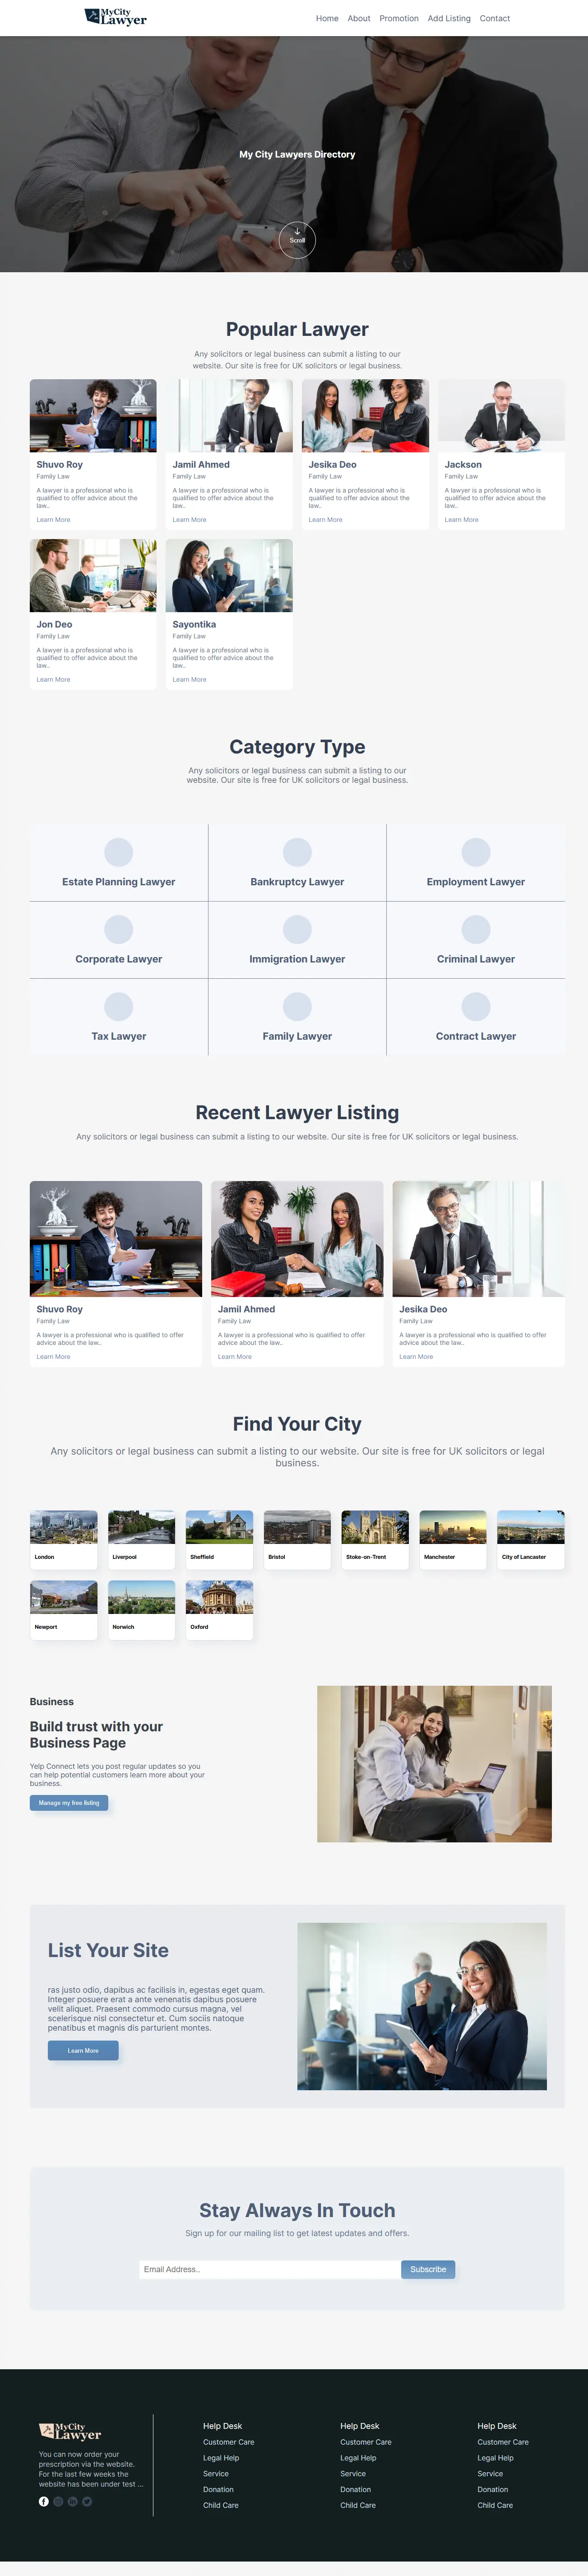 MyCity
Lawyer
Home About Promotion Add Listing Contact
My City Lawyers Directory
Scroll
Popular Lawyer
Any solicitors or legal business can submit a listing to our
website. Our site is free for UK solicitors or legal business.
Shuvo Roy
Family Law
A lawyer is a professional who is
qualified to offer advice about the
law..
Learn More
Jamil Ahmed
Family Law
A lawyer is a professional who is
qualified to offer advice about the
law..
Learn More
Jesika Deo
Family Law
A lawyer is a professional who is
qualified to offer advice about the
law..
Learn More
Jackson
Family Law
A lawyer is a professional who is
qualified to offer advice about the
law..
Learn More
Jon Deo
Family Law
A lawyer is a professional who is
qualified to offer advice about the
law..
Learn More
Sayontika
Family Law
A lawyer is a professional who is
qualified to offer advice about the
law..
Learn More
Category Type
Any solicitors or legal business can submit a listing to our
website. Our site is free for UK solicitors or legal business.
Estate Planning Lawyer
Bankruptcy Lawyer
Employment Lawyer
Corporate Lawyer
Immigration Lawyer
Criminal Lawyer
Tax Lawyer
Family Lawyer
Contract Lawyer
Recent Lawyer Listing
Any solicitors or legal business can submit a listing to our website. Our site is free for UK solicitors or legal business.
Shuvo Roy
Family Law
A lawyer is a professional who is qualified to offer
advice about the law..
Learn More
Jamil Ahmed
Family Law
A lawyer is a professional who is qualified to offer
advice about the law..
Learn More
Jesika Deo
Family Law
A lawyer is a professional who is qualified to offer
advice about the law..
Learn More
Find Your City
Any solicitors or legal business can submit a listing to our website. Our site is free for UK solicitors or legal
business.
London
Liverpool
Sheffield
Bristol
Stoke-on-Trent
Manchester
City of Lancaster
Newport
Norwich
Oxford
Business
Build trust with your
Business Page
Yelp Connect lets you post regular updates so you
can help potential customers learn more about your
business.
Manage my free listing
List Your Site
ras justo odio, dapibus ac facilisis in, egestas eget quam.
Integer posuere erat a ante venenatis dapibus posuere
velit aliquet. Praesent commodo cursus magna, vel
scelerisque nisl consectetur et. Cum sociis natoque
penatibus et magnis dis parturient montes.
Learn More
Stay Always In Touch
Sign up for our mailing list to get latest updates and offers.
Email Address..
Subscribe
MyCity
Lawyer
You can now order your
prescription via the website.
For the last few weeks the
website has been under test ...
Help Desk
Customer Care
Legal Help
Service
Donation
Child Care
Help Desk
Customer Care
Legal Help
Service
Donation
Child Care
Help Desk
Customer Care
Legal Help
Service
Donation
Child Care